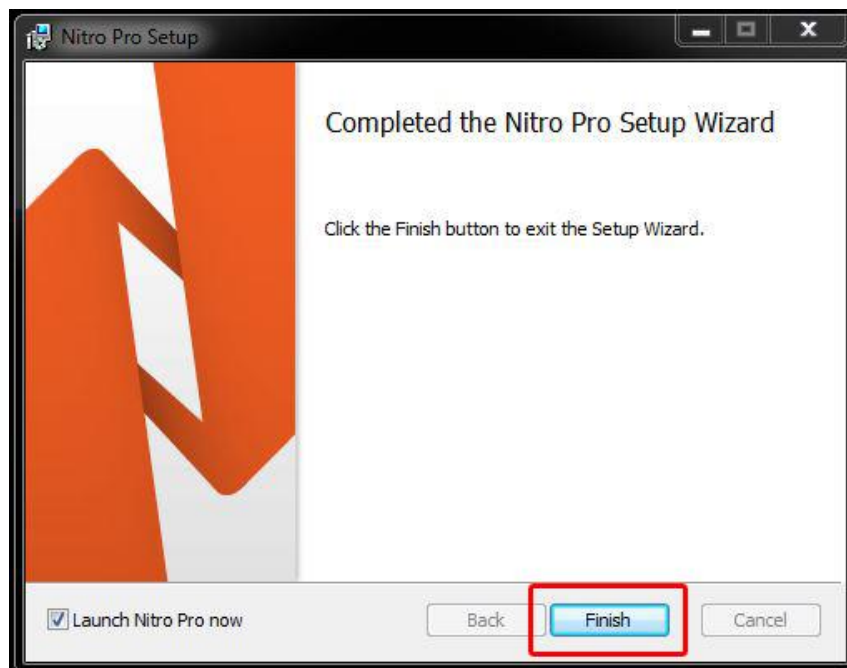 Nitro Pro Setup
Completed the Nitro Pro Setup Wizard
Click the Finish button to exit the Setup Wizard.
Launch Nitro Pro now
Back
Finish
Cancel